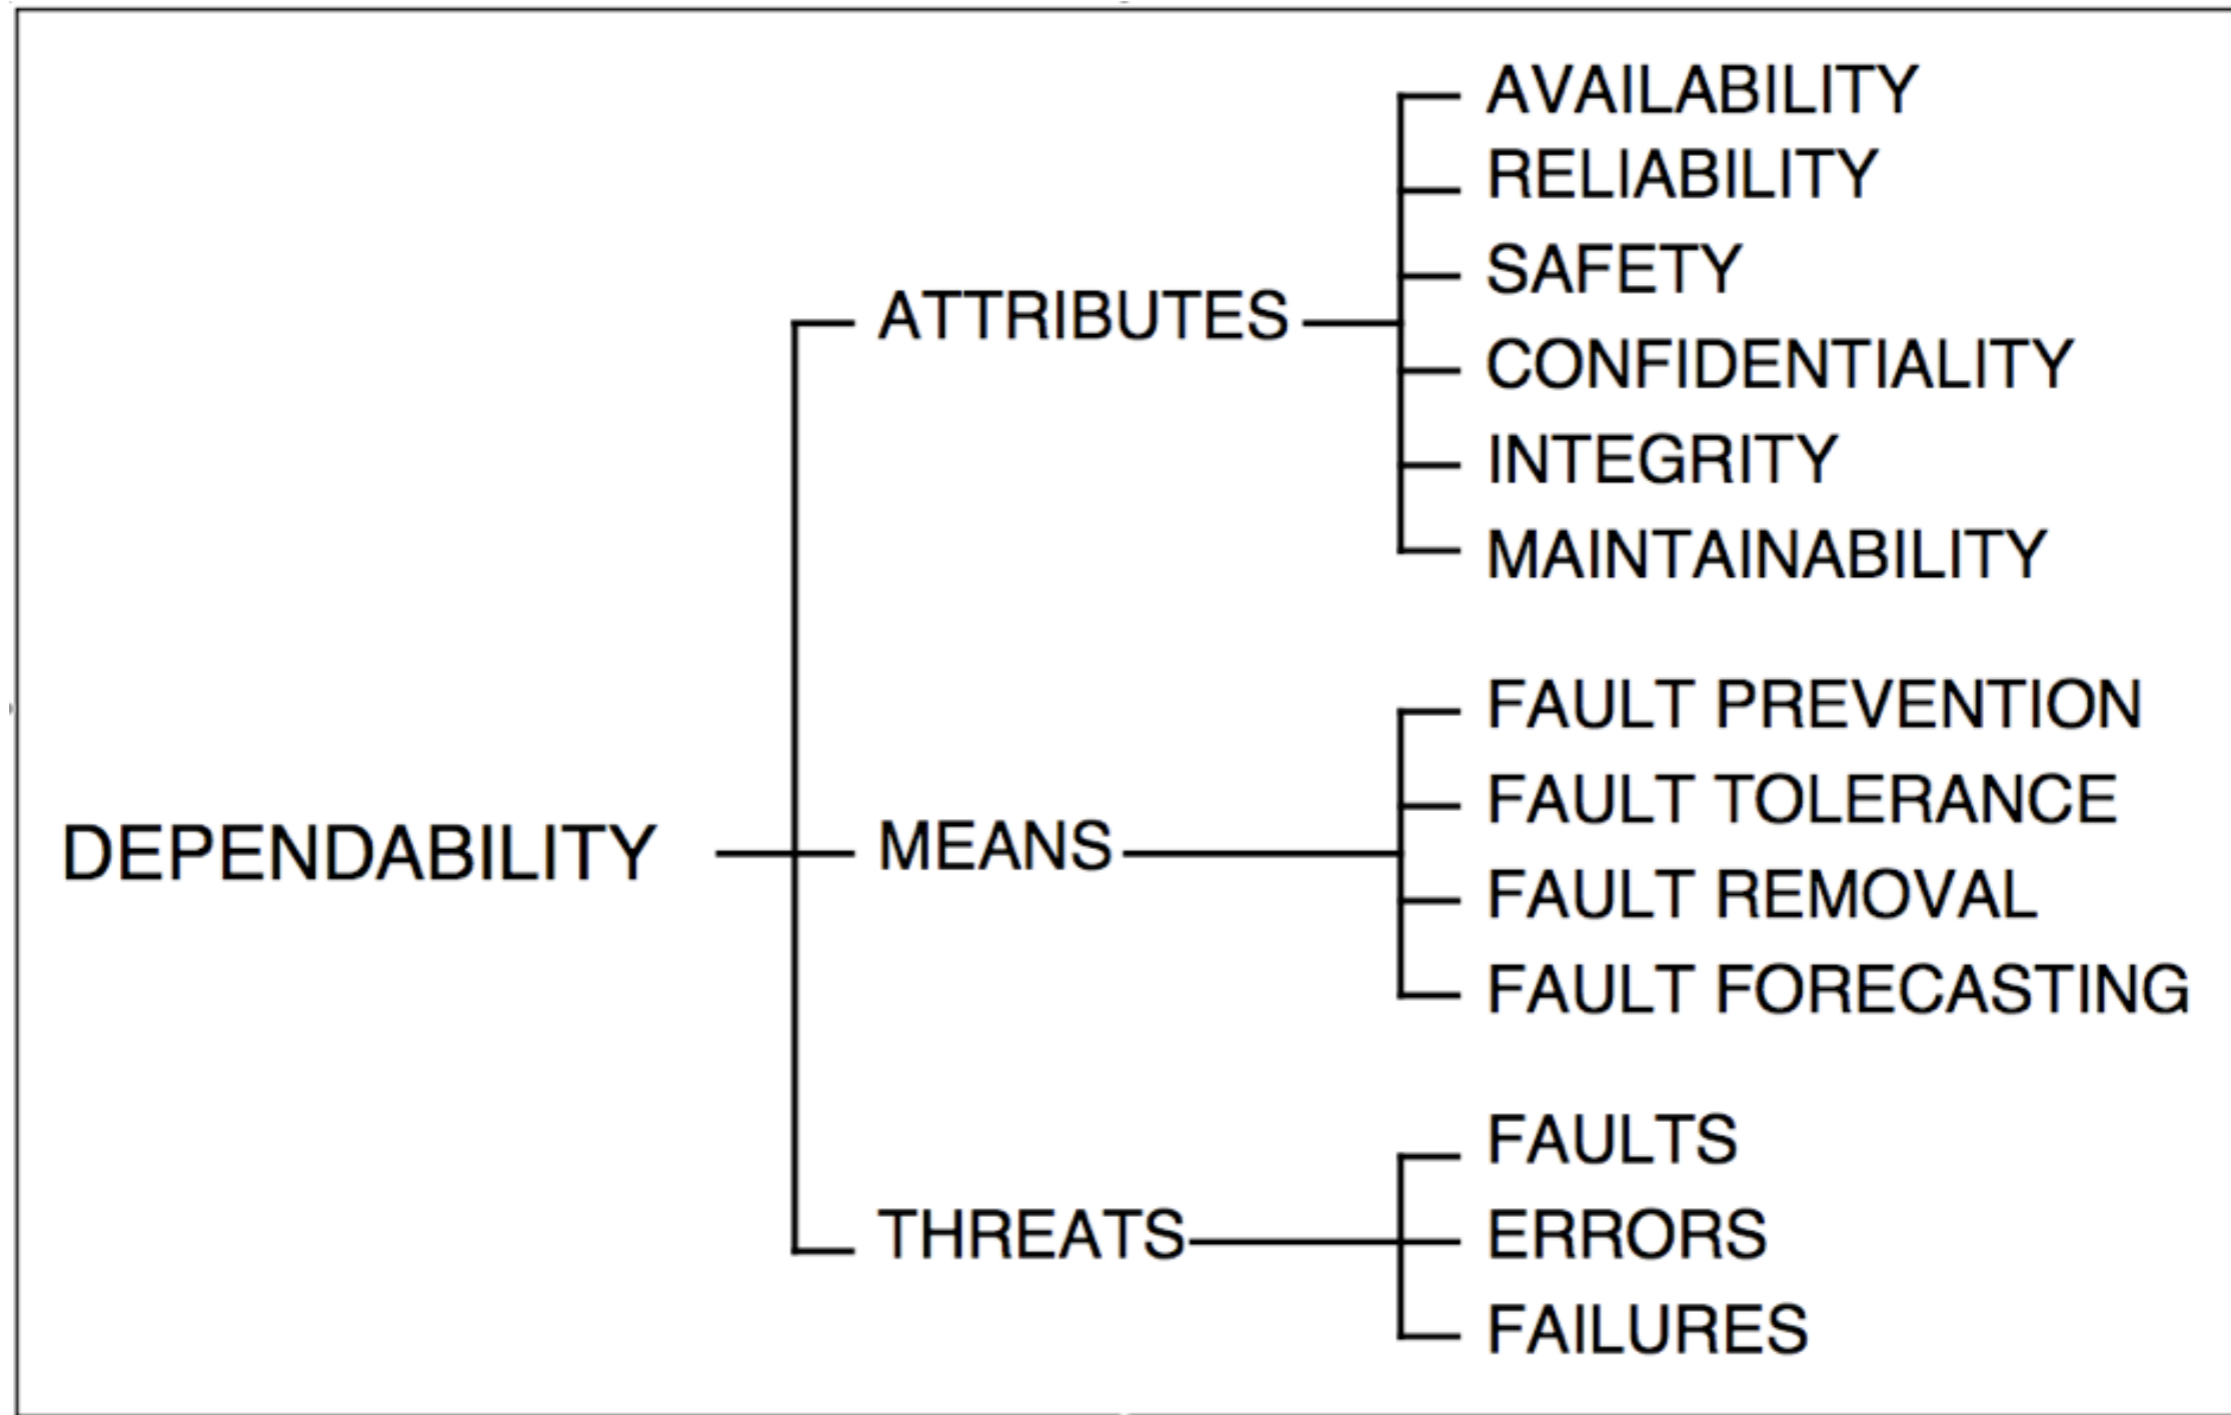 DEPENDABILITY
ATTRIBUTES
AVAILABILITY
RELIABILITY
SAFETY
CONFIDENTIALITY
INTEGRITY
MAINTAINABILITY
MEANS
FAULT PREVENTION
FAULT TOLERANCE
FAULT REMOVAL
FAULT FORECASTING
THREATS
FAULTS
ERRORS
FAILURES